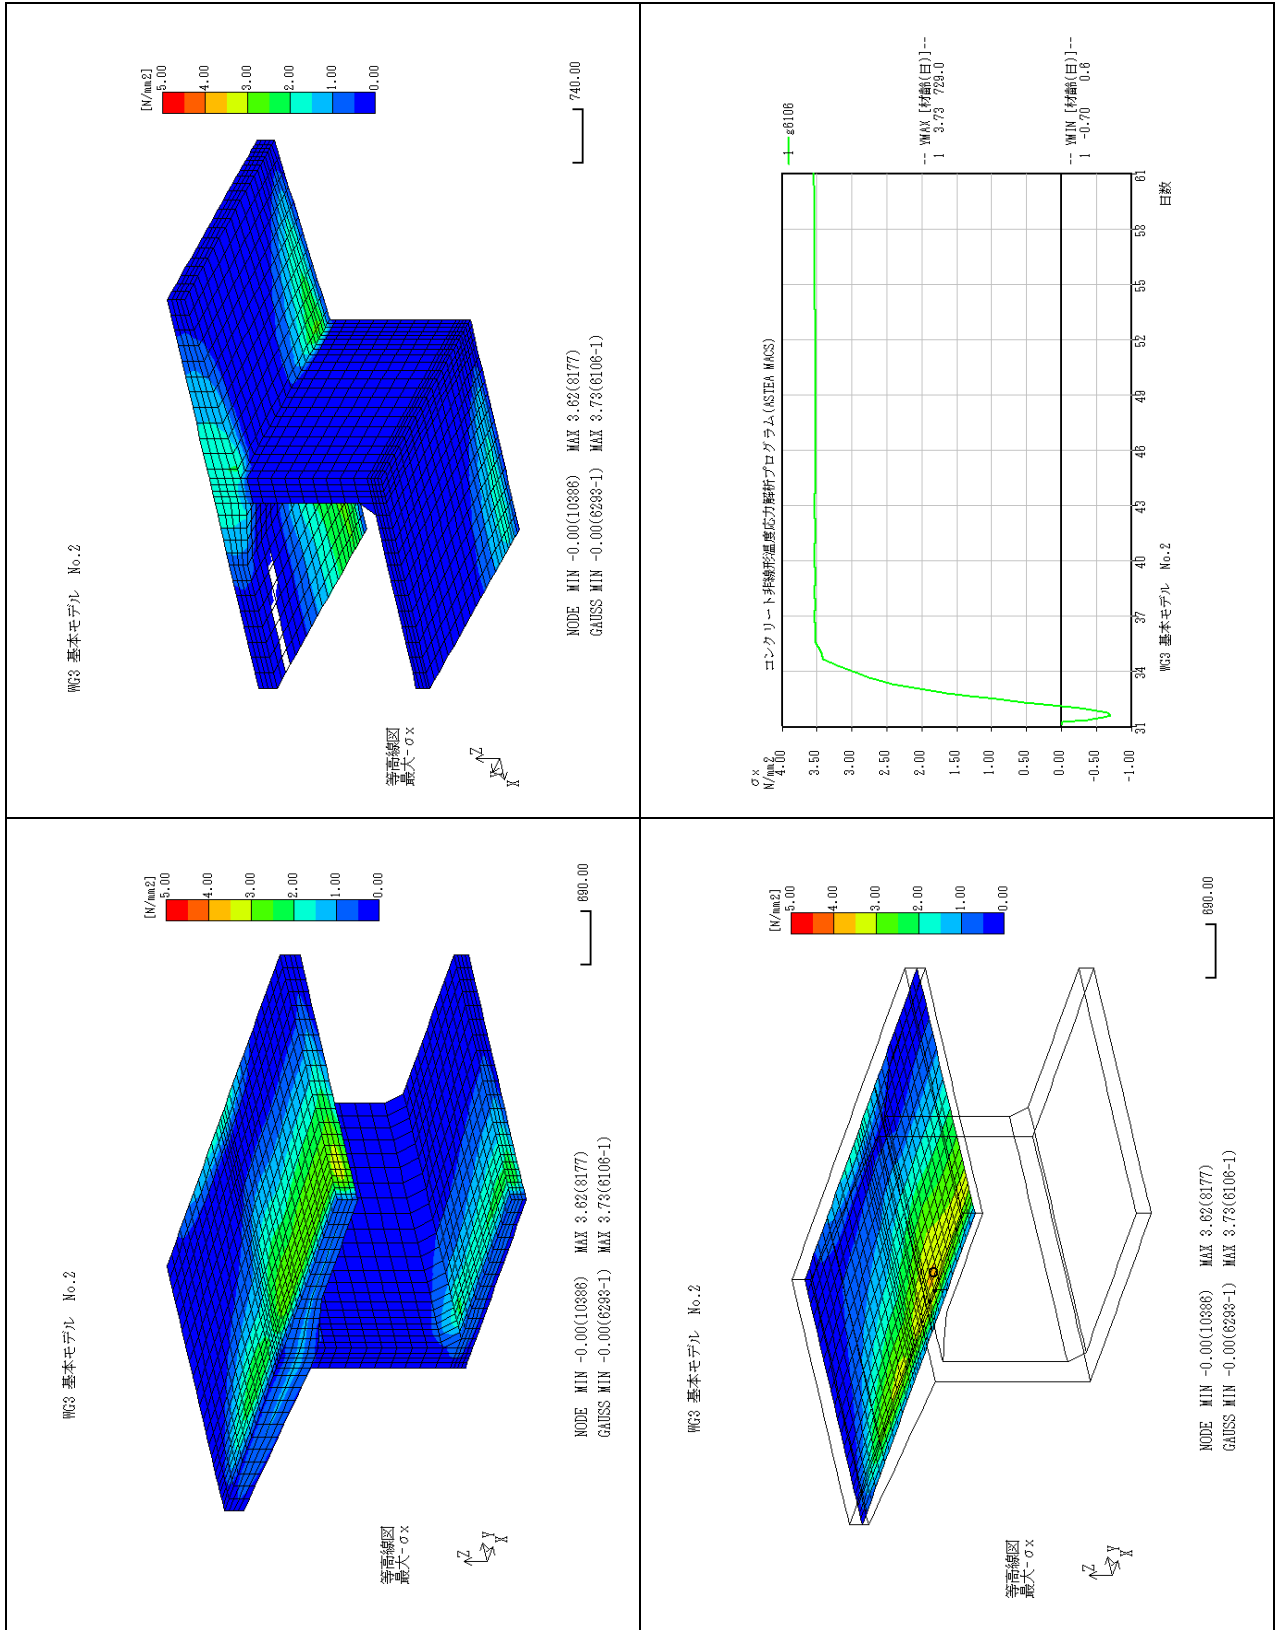 WG3 基本モデル No.2
[N/mm2]
5.00
4.00
3.00
2.00
1.00
0.00
等高線図
最大-σx
Z
Y
X
690.00
NODE MIN -0.00(10386) MAX 3.62(8177)
GAUSS MIN -0.00(6293-1) MAX 3.73(6106-1)
WG3 基本モデル No.2
[N/mm2]
5.00
4.00
3.00
2.00
1.00
0.00
等高線図
最大-σx
Z
Y
X
740.00
NODE MIN -0.00(10386) MAX 3.62(8177)
GAUSS MIN -0.00(6293-1) MAX 3.73(6106-1)
WG3 基本モデル No.2
[N/mm2]
5.00
4.00
3.00
2.00
1.00
0.00
等高線図
最大-σx
Z
Y
X
690.00
NODE MIN -0.00(10386) MAX 3.62(8177)
GAUSS MIN -0.00(6293-1) MAX 3.73(6106-1)
σx
N/mm2
コンクリート非線形温度応力解析プログラム(ASTEA MACS)
1 g6106
4.00
3.50
3.00
2.50
2.00
1.50
1.00
0.50
0.00
-0.50
-1.00
-- YMAX [材齢(日)]--
1 3.73 729.0
-- YMIN [材齢(日)]--
1 -0.70 0.6
31 34 37 40 43 46 49 52 55 58 61
WG3 基本モデル No.2
日数